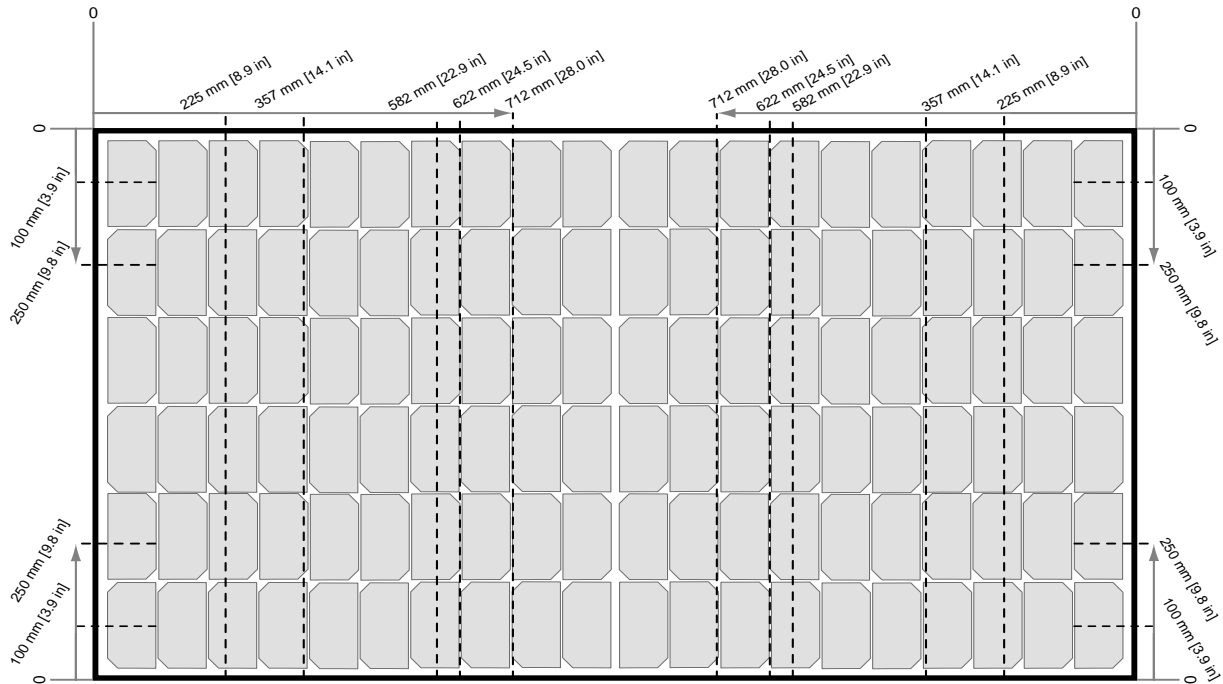 0
0
225 mm [8.9 in]
357 mm [14.1 in]
582 mm [22.9 in]
622 mm [24.5 in]
712 mm [28.0 in]
712 mm [28.0 in]
622 mm [24.5 in]
582 mm [22.9 in]
357 mm [14.1 in]
225 mm [8.9 in]
0
0
100 mm [3.9 in]
100 mm [3.9 in]
250 mm [9.8 in]
250 mm [9.8 in]
250 mm [9.8 in]
250 mm [9.8 in]
100 mm [3.9 in]
100 mm [3.9 in]
0
0